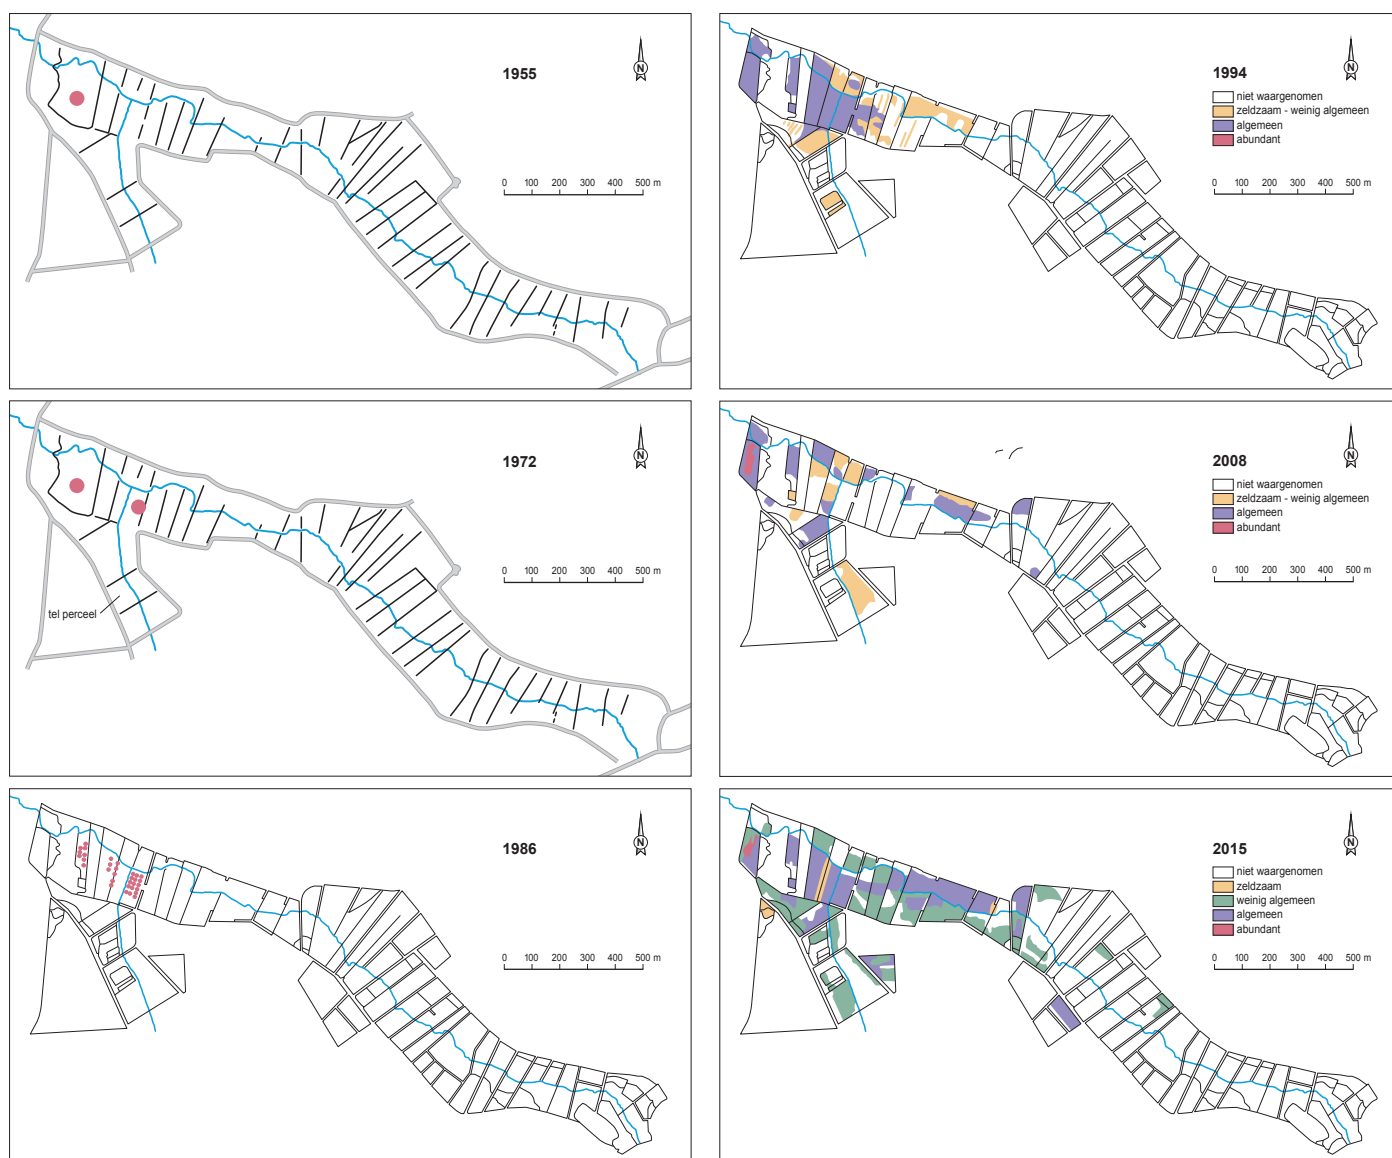 1955
N
0 100 200 300 400 500 m
1994
niet waargenomen
zeldzaam - weinig algemeen
algemeen
abundant
N
0 100 200 300 400 500 m
1972
tel perceel
N
0 100 200 300 400 500 m
2008
niet waargenomen
zeldzaam - weinig algemeen
algemeen
abundant
N
0 100 200 300 400 500 m
1986
N
0 100 200 300 400 500 m
2015
niet waargenomen
zeldzaam
weinig algemeen
algemeen
abundant
N
0 100 200 300 400 500 m